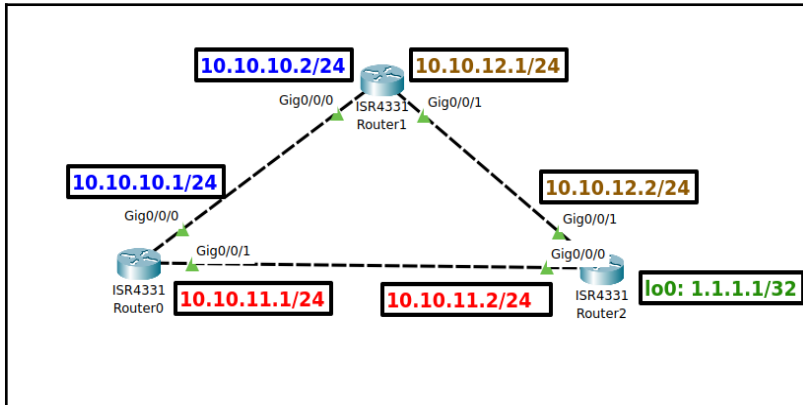 10.10.10.2/24
10.10.12.1/24
Gig0/0/0
ISR4331
Router1
Gig0/0/1
10.10.10.1/24
10.10.12.2/24
Gig0/0/0
Gig0/0/1
Gig0/0/1
Gig0/0/0
ISR4331
Router0
10.10.11.1/24
10.10.11.2/24
ISR4331
Router2
lo0: 1.1.1.1/32